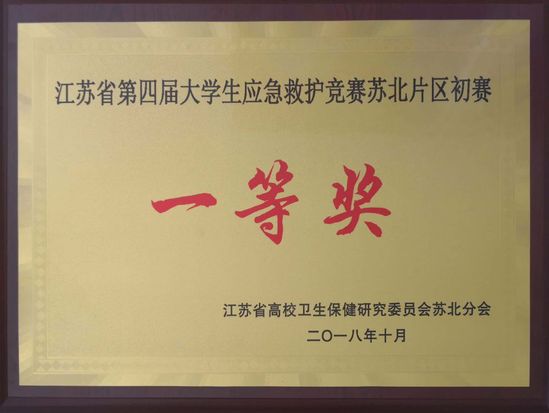 江苏省第四届大学生应急救护竞赛苏北片区初赛
一等奖
江苏省高校卫生保健研究委员会苏北分会
二〇一八年十月